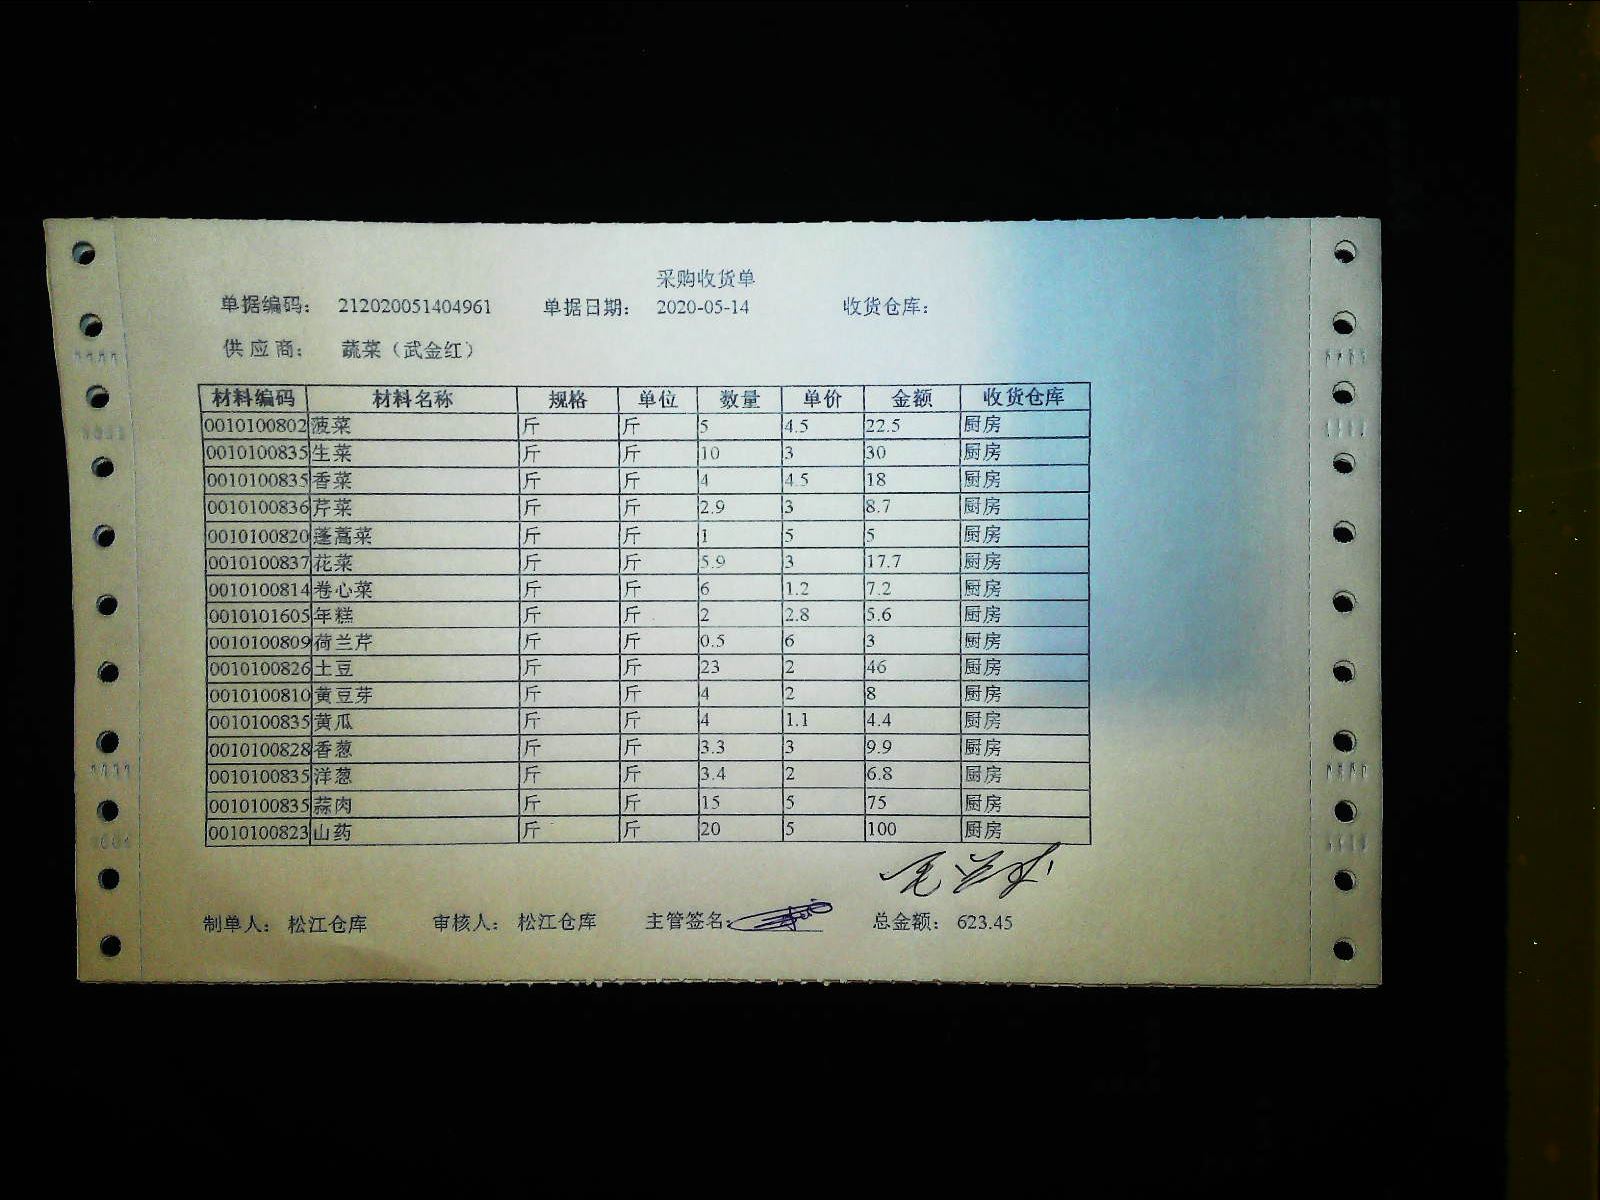 采购收货单
单据编码： 212020051404961 单据日期： 2020-05-14 收货仓库：
供应商： 蔬菜（武金红）
材料编码 材料名称 规格 单位 数量 单价 金额 收货仓库
0010100802 菠菜 斤 斤 5 4.5 22.5 厨房
0010100835 生菜 斤 斤 10 3 30 厨房
0010100835 香菜 斤 斤 4 4.5 18 厨房
0010100836 芹菜 斤 斤 2.9 3 8.7 厨房
0010100820 蓬蒿菜 斤 斤 1 5 5 厨房
0010100837 花菜 斤 斤 5.9 3 17.7 厨房
0010100814 卷心菜 斤 斤 6 1.2 7.2 厨房
0010101605 年糕 斤 斤 2 2.8 5.6 厨房
0010100809 荷兰芹 斤 斤 0.5 6 3 厨房
0010100826 土豆 斤 斤 23 2 46 厨房
0010100810 黄豆芽 斤 斤 4 2 8 厨房
0010100835 黄瓜 斤 斤 4 1.1 4.4 厨房
0010100828 香葱 斤 斤 3.3 3 9.9 厨房
0010100835 洋葱 斤 斤 3.4 2 6.8 厨房
0010100835 蒜肉 斤 斤 15 5 75 厨房
0010100823 山药 斤 斤 20 5 100 厨房
制单人： 松江仓库 审核人： 松江仓库 主管签名： 总金额： 623.45